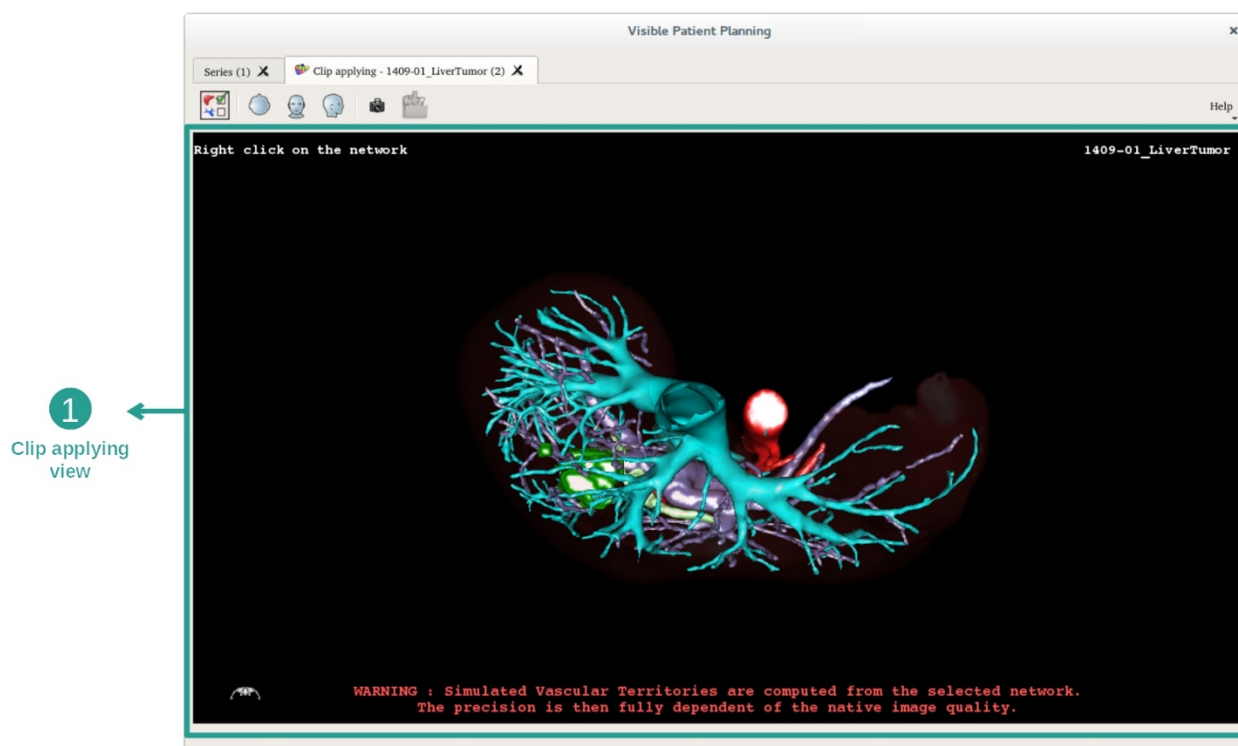 Visible Patient Planning
Series (1)
Clip applying - 1409-01_LiverTumor (2)
Help
Right click on the network
1409-01_LiverTumor
1
Clip applying
view
WARNING : Simulated Vascular Territories are computed from the selected network.
The precision is then fully dependent of the native image quality.